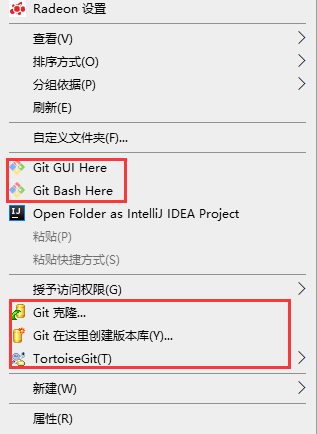 Radeon 设置
查看(V)
排序方式(O)
分组依据(P)
刷新(E)
自定义文件夹(F)...
Git GUI Here
Git Bash Here
Open Folder as IntelliJ IDEA Project
粘贴(P)
粘贴快捷方式(S)
授予访问权限(G)
Git 克隆...
Git 在这里创建版本库(Y)...
TortoiseGit(T)
新建(W)
属性(R)